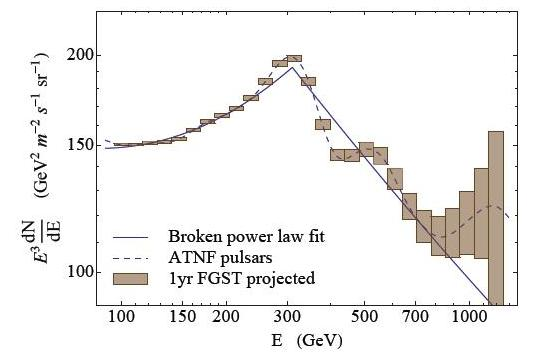 200
150
100
E³ dN/dE (GeV² m⁻² s⁻¹ sr⁻¹)
Broken power law fit
ATNF pulsars
1yr FGST projected
100 150 200 300 500 700 1000
E (GeV)